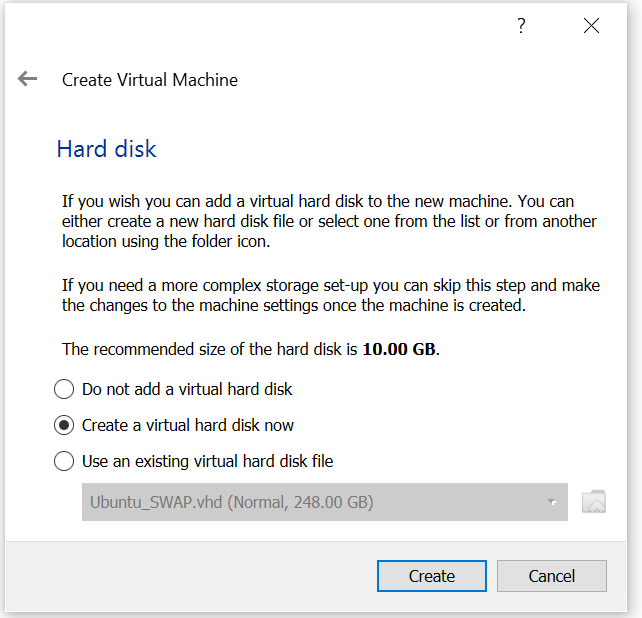 ?
Create Virtual Machine
Hard disk
If you wish you can add a virtual hard disk to the new machine. You can
either create a new hard disk file or select one from the list or from another
location using the folder icon.
If you need a more complex storage set-up you can skip this step and make
the changes to the machine settings once the machine is created.
The recommended size of the hard disk is 10.00 GB.
Do not add a virtual hard disk
Create a virtual hard disk now
Use an existing virtual hard disk file
Ubuntu_SWAP.vhd (Normal, 248.00 GB)
Create
Cancel